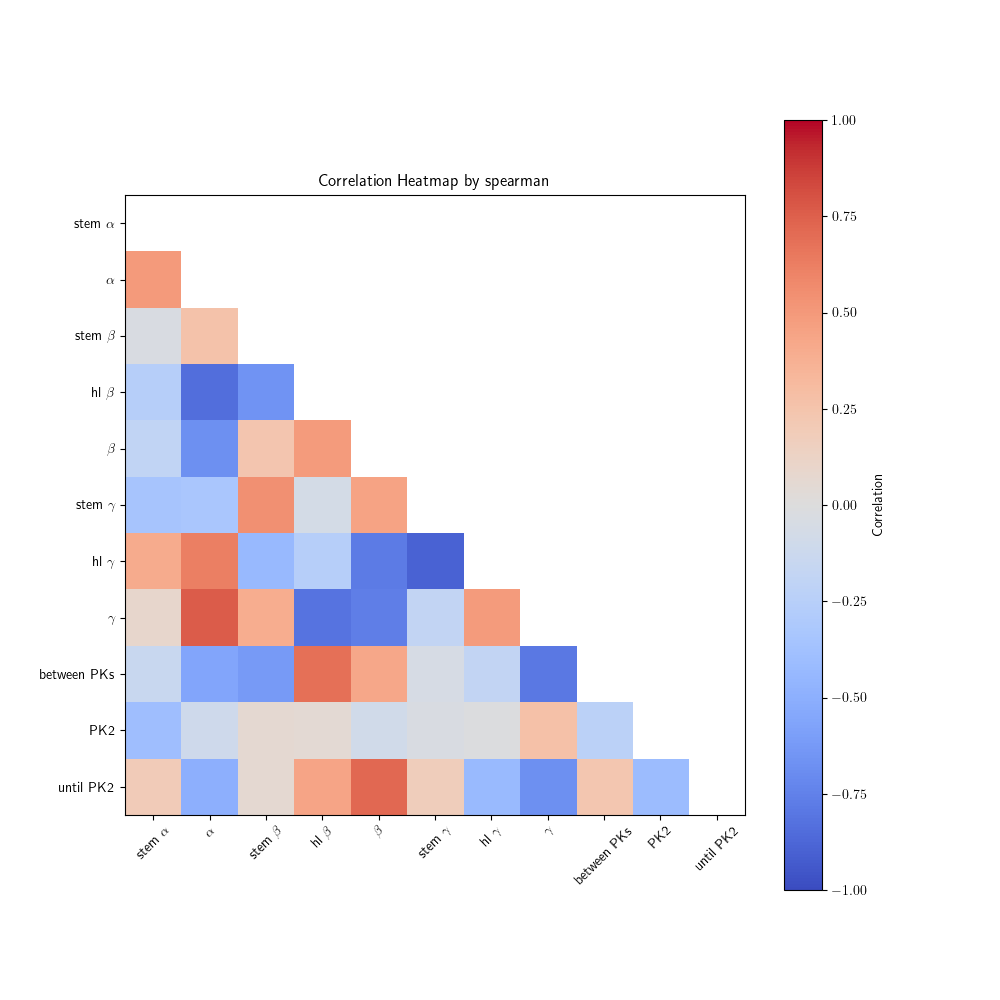 Correlation Heatmap by spearman
stem α
α
stem β
hl β
β
stem γ
hl γ
γ
between PKs
PK2
until PK2
stem α
α
stem β
hl β
β
stem γ
hl γ
γ
between PKs
PK2
until PK2
1.00
0.75
0.50
0.25
0.00
−0.25
−0.50
−0.75
−1.00
Correlation